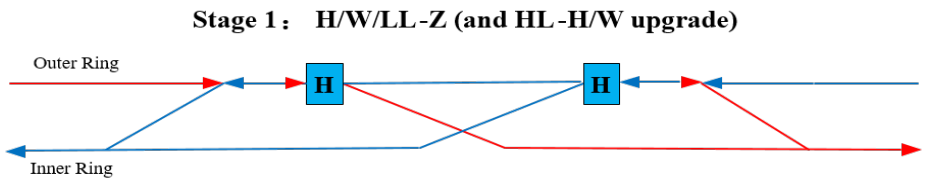 Stage 1： H/W/LL-Z (and HL-H/W upgrade)
Outer Ring
H
H
Inner Ring